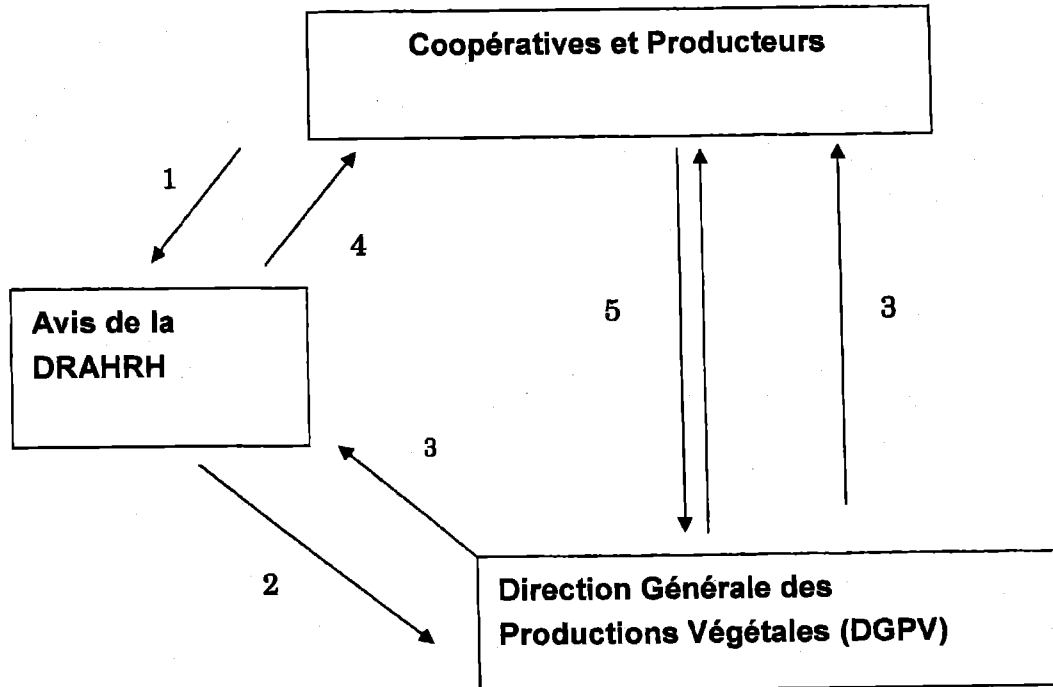 Coopératives et Producteurs
1
4
Avis de la
DRAHRH
5
3
3
2
Direction Générale des
Productions Végétales (DGPV)